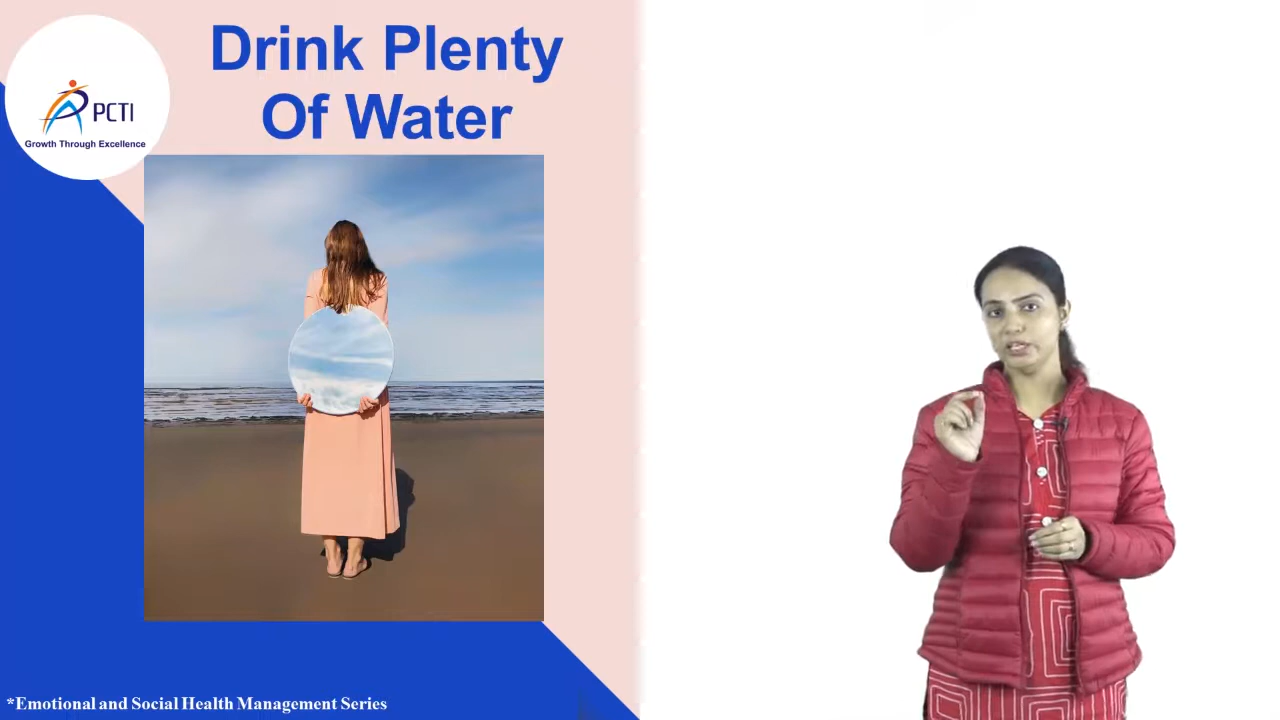 Drink Plenty
Of Water
PCTI
Growth Through Excellence
*Emotional and Social Health Management Series